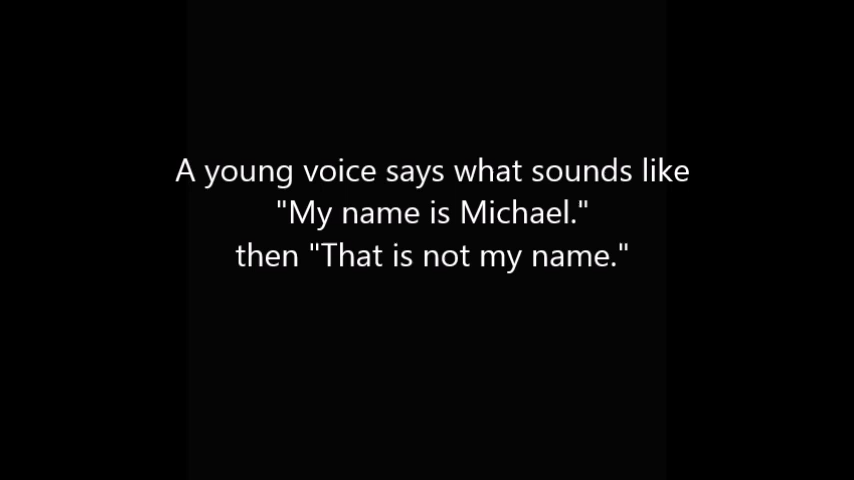 A young voice says what sounds like
"My name is Michael."
then "That is not my name."